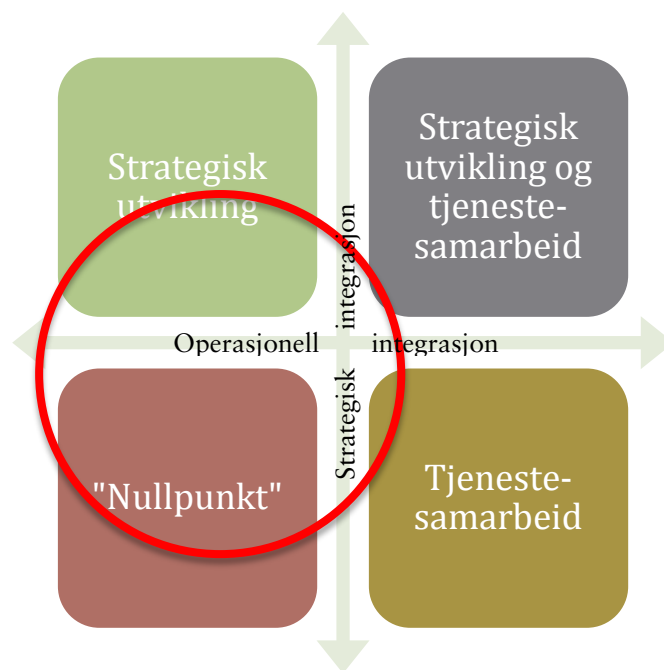 Strategisk
utvikling
Strategisk
utvikling og
tjeneste-
samarbeid
Strategisk integrasjon
Operasjonell integrasjon
"Nullpunkt"
Tjeneste-
samarbeid